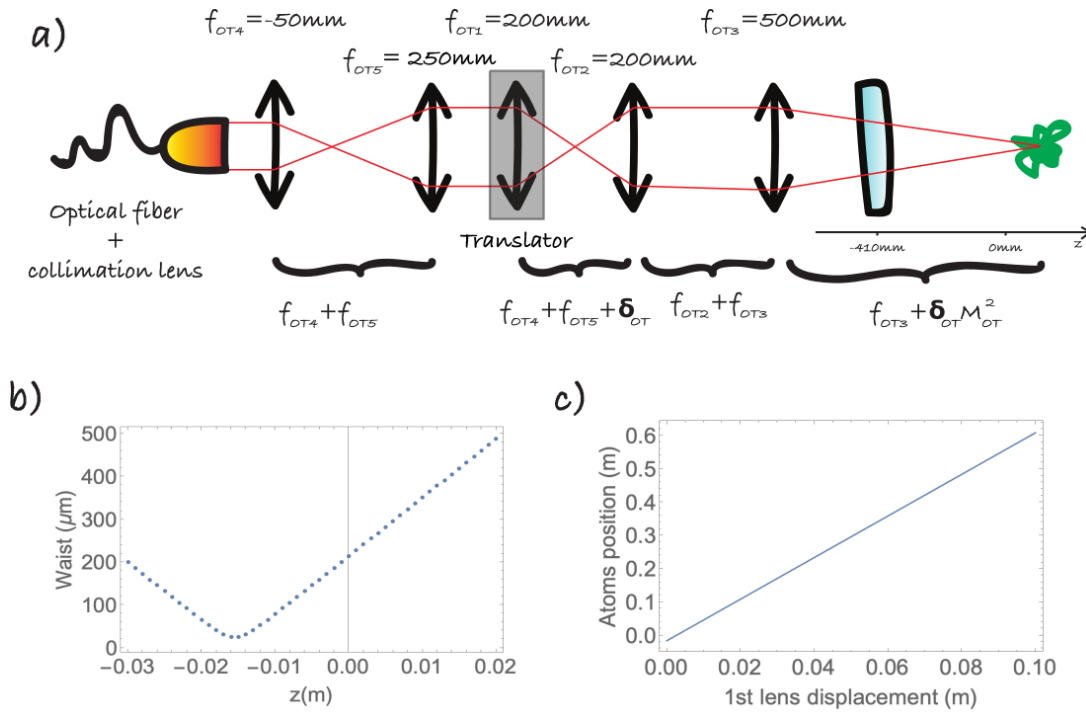 a)
f_OT4=-50mm
f_OT1=200mm
f_OT3=500mm
f_OT5= 250mm
f_OT2=200mm
Optical fiber
+
collimation lens
Translator
-410mm
0mm
z
f_OT4+f_OT5
f_OT4+f_OT5+δ_OT
f_OT2+f_OT3
f_OT3+δ_OT M²_OT
b)
Waist (μm)
500
400
300
200
100
0
−0.03
−0.02
−0.01
0.00
0.01
0.02
z(m)
c)
Atoms position (m)
0.6
0.5
0.4
0.3
0.2
0.1
0.0
0.00
0.02
0.04
0.06
0.08
0.10
1st lens displacement (m)